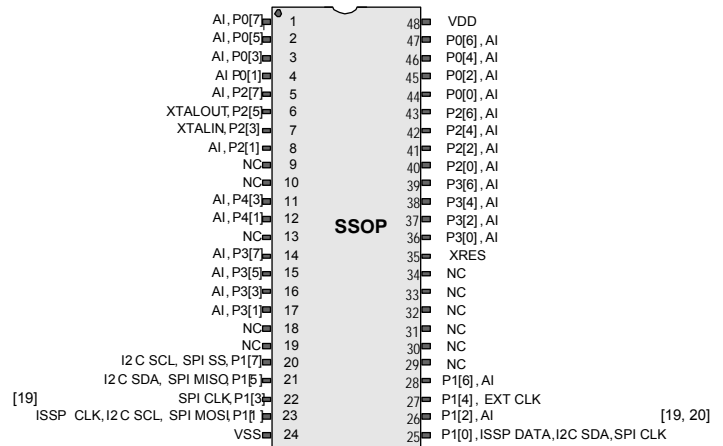 AI, P0[7] 1 48 VDD
AI, P0[5] 2 47 P0[6], AI
AI, P0[3] 3 46 P0[4], AI
AI P0[1] 4 45 P0[2], AI
AI, P2[7] 5 44 P0[0], AI
XTALOUT, P2[5] 6 43 P2[6], AI
XTALIN, P2[3] 7 42 P2[4], AI
AI, P2[1] 8 41 P2[2], AI
NC 9 40 P2[0], AI
NC 10 39 P3[6], AI
AI, P4[3] 11 38 P3[4], AI
AI, P4[1] 12 37 P3[2], AI
SSOP
NC 13 36 P3[0], AI
AI, P3[7] 14 35 XRES
AI, P3[5] 15 34 NC
AI, P3[3] 16 33 NC
AI, P3[1] 17 32 NC
NC 18 31 NC
NC 19 30 NC
I2C SCL, SPI SS, P1[7] 20 29 NC
I2C SDA, SPI MISO, P1[5] 21 28 P1[6], AI
[19] SPI CLK, P1[3] 22 27 P1[4], EXT CLK
ISSP CLK, I2C SCL, SPI MOSI, P1[1] 23 26 P1[2], AI [19, 20]
VSS 24 25 P1[0], ISSP DATA, I2C SDA, SPI CLK